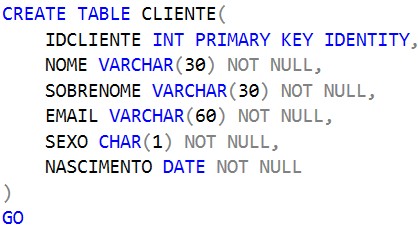 CREATE TABLE CLIENTE(
    IDCLIENTE INT PRIMARY KEY IDENTITY,
    NOME VARCHAR(30) NOT NULL,
    SOBRENOME VARCHAR(30) NOT NULL,
    EMAIL VARCHAR(60) NOT NULL,
    SEXO CHAR(1) NOT NULL,
    NASCIMENTO DATE NOT NULL
)
GO